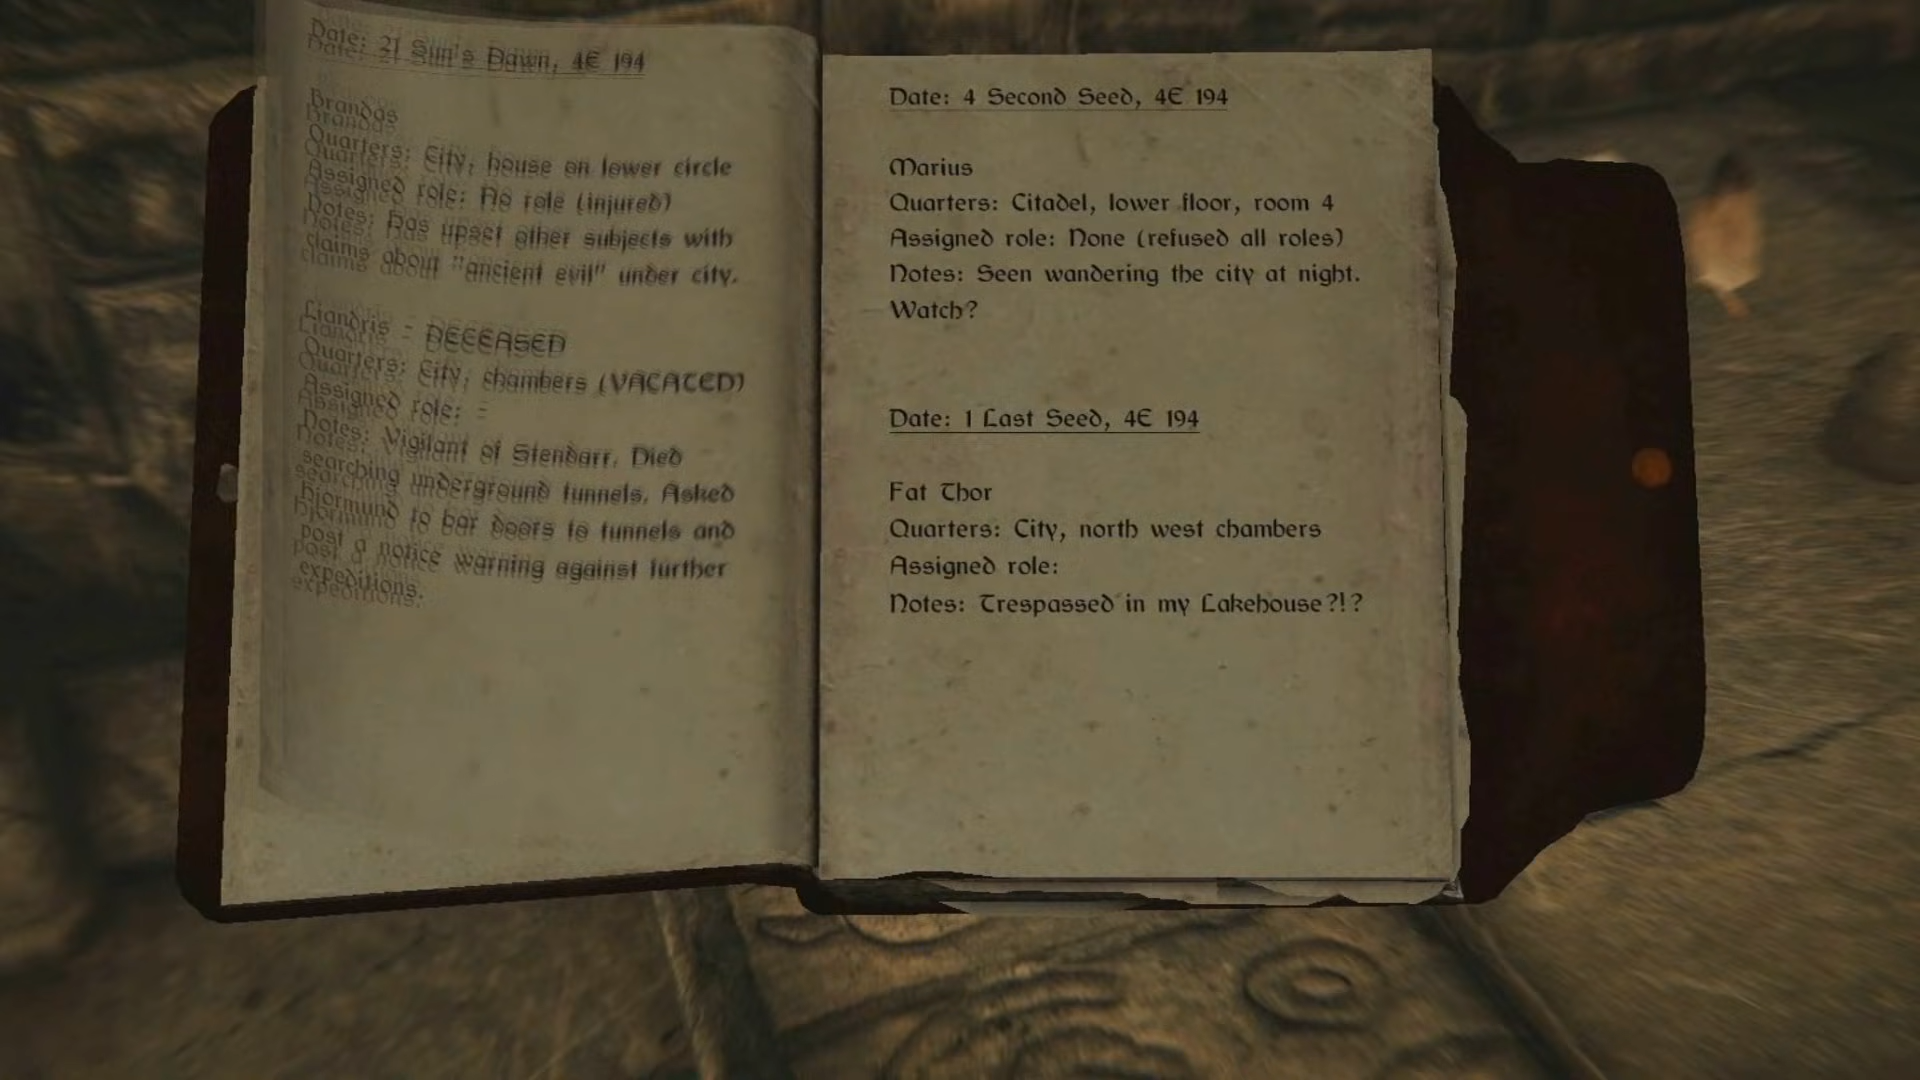 Date: 21 Sun's Dawn, 4E 194
Brandas
Quarters: City, house on lower circle
Assigned role: No role (injured)
Notes: Has upset other subjects with
claims about "ancient evil" under city.
Liandris - DECEASED
Quarters: City, chambers (VACATED)
Assigned role: -
Notes: Vigilant of Stendarr. Died
searching underground tunnels. Asked
Hjormund to bar doors to tunnels and
post a notice warning against further
expeditions.
Date: 4 Second Seed, 4E 194
Marius
Quarters: Citadel, lower floor, room 4
Assigned role: None (refused all roles)
Notes: Seen wandering the city at night.
Watch?
Date: 1 Last Seed, 4E 194
Fat Thor
Quarters: City, north west chambers
Assigned role:
Notes: Trespassed in my Lakehouse?!?